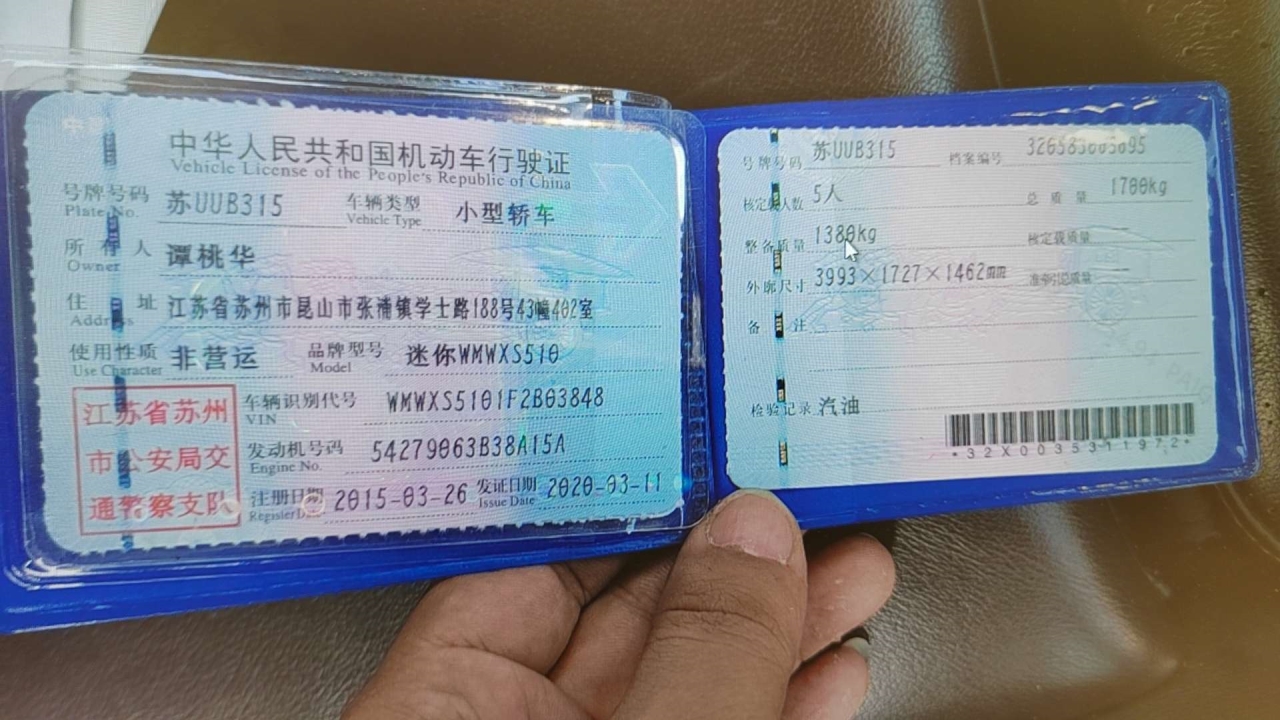 中华人民共和国机动车行驶证
Vehicle License of the People's Republic of China
号牌号码 苏UUB315 车辆类型 小型轿车
Plate No. Vehicle Type
所有人 谭桃华
Owner
住址 江苏省苏州市昆山市张浦镇学士路188号43幢402室
Address
使用性质 非营运 品牌型号 迷你WMWXS510
Use Character Model
江苏省苏州
市公安局交
通警察支队
车辆识别代号 WMWXS5101F2B03848
VIN
发动机号码 54279063B38A15A
Engine No.
注册日期 2015-03-26 发证日期 2020-03-11
Register Date Issue Date
号牌号码 苏UUB315 档案编号
核定载人数 5人 总质量 1700kg
整备质量 1380kg 核定载质量 —
外廓尺寸 3993×1727×1462mm 准牵引总质量 —
备注
检验记录 汽油
*32X0035311972*